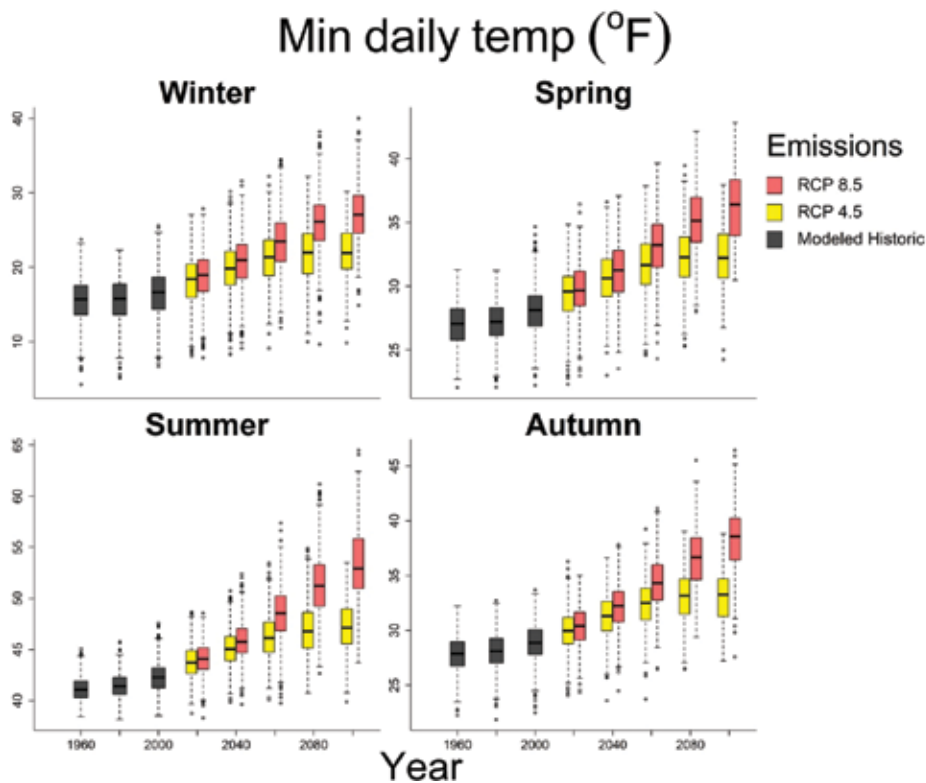 Min daily temp (°F)
Winter
Spring
40
30
20
10
40
35
30
25
Emissions
RCP 8.5
RCP 4.5
Modeled Historic
Summer
Autumn
65
60
55
50
45
40
45
40
35
30
25
1960 2000 2040 2080
1960 2000 2040 2080
Year